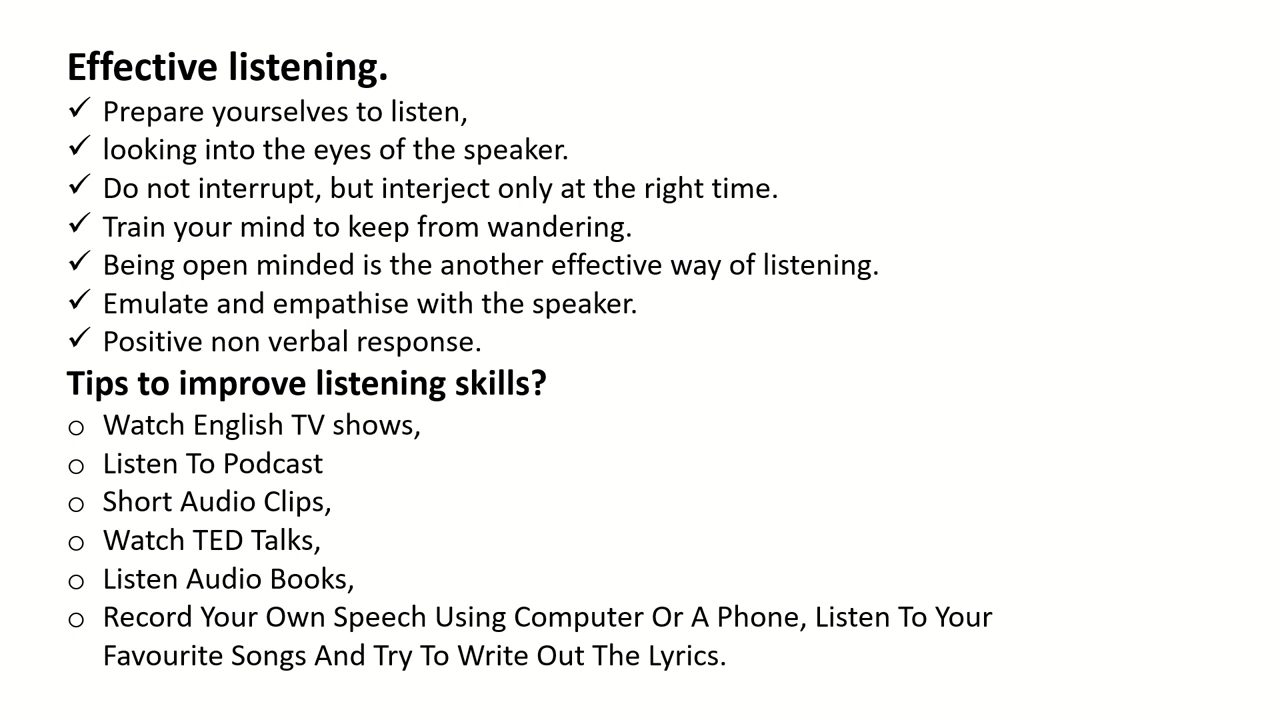 Effective listening.
✓ Prepare yourselves to listen,
✓ looking into the eyes of the speaker.
✓ Do not interrupt, but interject only at the right time.
✓ Train your mind to keep from wandering.
✓ Being open minded is the another effective way of listening.
✓ Emulate and empathise with the speaker.
✓ Positive non verbal response.
Tips to improve listening skills?
o Watch English TV shows,
o Listen To Podcast
o Short Audio Clips,
o Watch TED Talks,
o Listen Audio Books,
o Record Your Own Speech Using Computer Or A Phone, Listen To Your
Favourite Songs And Try To Write Out The Lyrics.